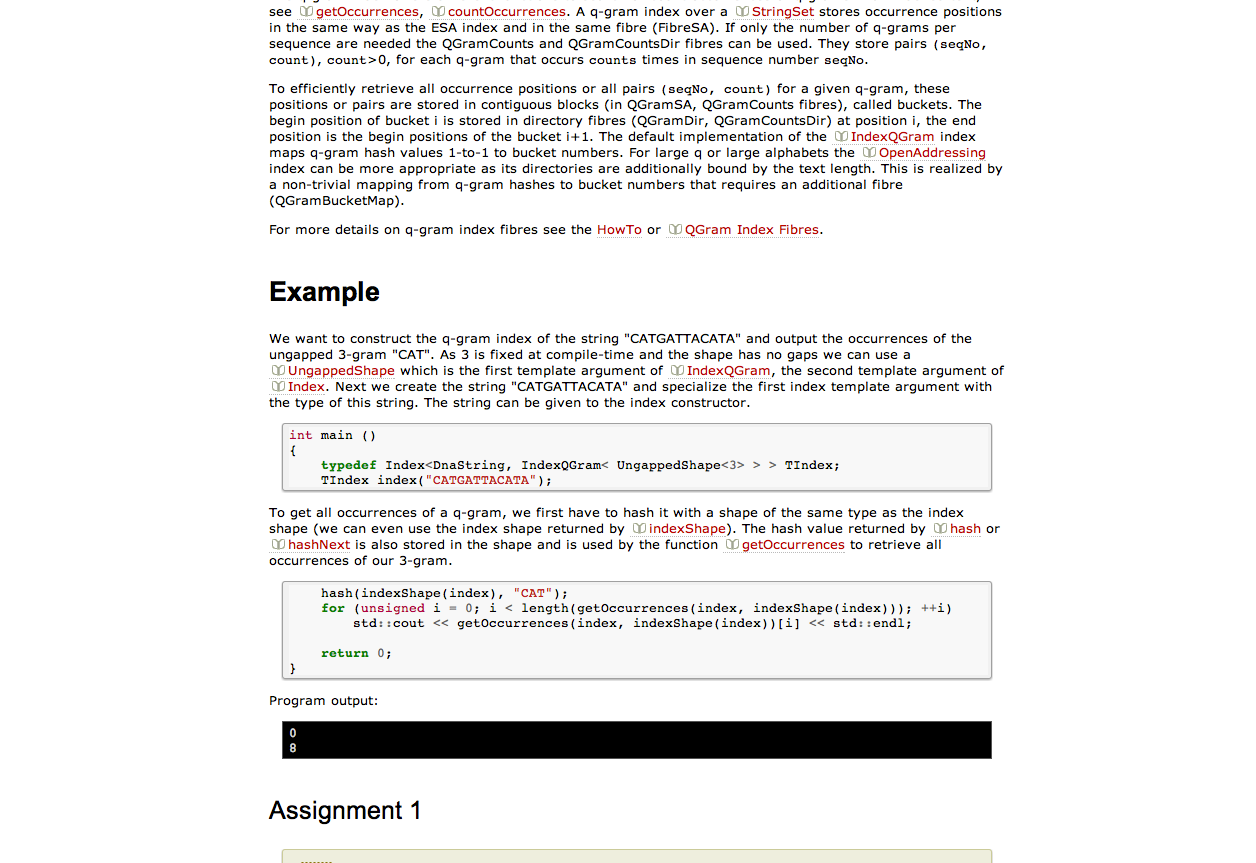 see getOccurrences, countOccurrences. A q-gram index over a StringSet stores occurrence positions
in the same way as the ESA index and in the same fibre (FibreSA). If only the number of q-grams per
sequence are needed the QGramCounts and QGramCountsDir fibres can be used. They store pairs (seqNo,
count), count>0, for each q-gram that occurs counts times in sequence number seqNo.
To efficiently retrieve all occurrence positions or all pairs (seqNo, count) for a given q-gram, these
positions or pairs are stored in contiguous blocks (in QGramSA, QGramCounts fibres), called buckets. The
begin position of bucket i is stored in directory fibres (QGramDir, QGramCountsDir) at position i, the end
position is the begin positions of the bucket i+1. The default implementation of the IndexQGram index
maps q-gram hash values 1-to-1 to bucket numbers. For large q or large alphabets the OpenAddressing
index can be more appropriate as its directories are additionally bound by the text length. This is realized by
a non-trivial mapping from q-gram hashes to bucket numbers that requires an additional fibre
(QGramBucketMap).
For more details on q-gram index fibres see the HowTo or QGram Index Fibres.
Example
We want to construct the q-gram index of the string "CATGATTACATA" and output the occurrences of the
ungapped 3-gram "CAT". As 3 is fixed at compile-time and the shape has no gaps we can use a
UngappedShape which is the first template argument of IndexQGram, the second template argument of
Index. Next we create the string "CATGATTACATA" and specialize the first index template argument with
the type of this string. The string can be given to the index constructor.
int main ()
{
    typedef Index<DnaString, IndexQGram< UngappedShape<3> > > TIndex;
    TIndex index("CATGATTACATA");
To get all occurrences of a q-gram, we first have to hash it with a shape of the same type as the index
shape (we can even use the index shape returned by indexShape). The hash value returned by hash or
hashNext is also stored in the shape and is used by the function getOccurrences to retrieve all
occurrences of our 3-gram.
    hash(indexShape(index), "CAT");
    for (unsigned i = 0; i < length(getOccurrences(index, indexShape(index))); ++i)
        std::cout << getOccurrences(index, indexShape(index))[i] << std::endl;
    return 0;
}
Program output:
0
8
Assignment 1